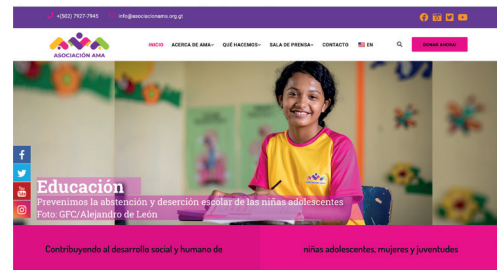 +(502) 7927-7945 info@asociacionama.org.gt
ASOCIACIÓN AMA
INICIO ACERCA DE AMA QUÉ HACEMOS SALA DE PRENSA CONTACTO EN DONAR AHORA
Educación
Prevenimos la abstención y deserción escolar de las niñas adolescentes
Foto: GFC/Alejandro de León
Contribuyendo al desarrollo social y humano de niñas adolescentes, mujeres y juventudes